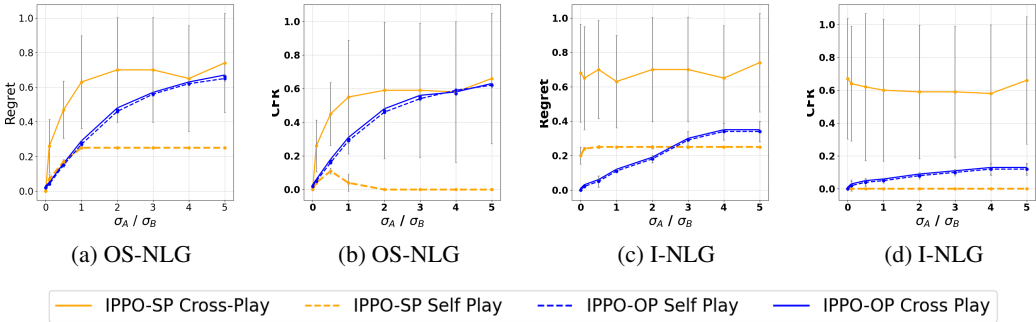 1.0
0.8
0.6
0.4
0.2
0.0
Regret
0 1 2 3 4 5
σA / σB
(a) OS-NLG
1.0
0.8
0.6
0.4
0.2
0.0
0 1 2 3 4 5
σA / σB
(b) OS-NLG
1.0
0.8
0.6
0.4
0.2
0.0
Regret
0 1 2 3 4 5
σA / σB
(c) I-NLG
1.0
0.8
0.6
0.4
0.2
0.0
0 1 2 3 4 5
σA / σB
(d) I-NLG
IPPO-SP Cross-Play IPPO-SP Self Play IPPO-OP Self Play IPPO-OP Cross Play